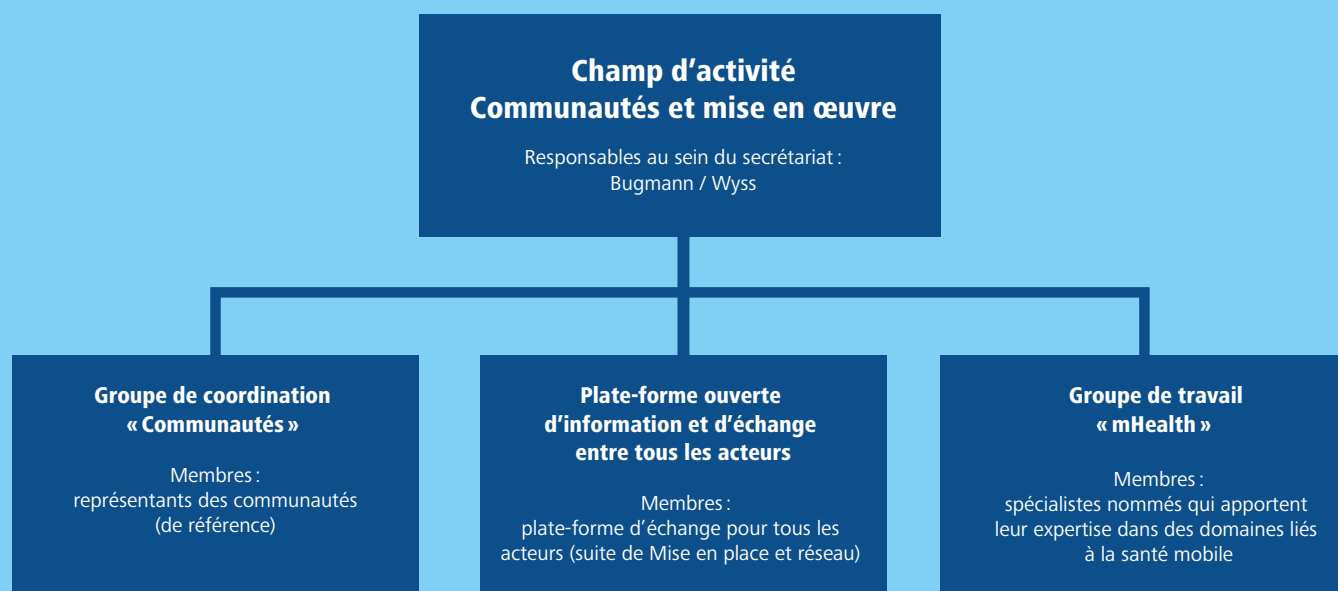 Champ d'activité
Communautés et mise en œuvre
Responsables au sein du secrétariat :
Bugmann / Wyss
Groupe de coordination
« Communautés »
Membres :
représentants des communautés
(de référence)
Plate-forme ouverte
d'information et d'échange
entre tous les acteurs
Membres :
plate-forme d'échange pour tous les
acteurs (suite de Mise en place et réseau)
Groupe de travail
« mHealth »
Membres :
spécialistes nommés qui apportent
leur expertise dans des domaines liés
à la santé mobile